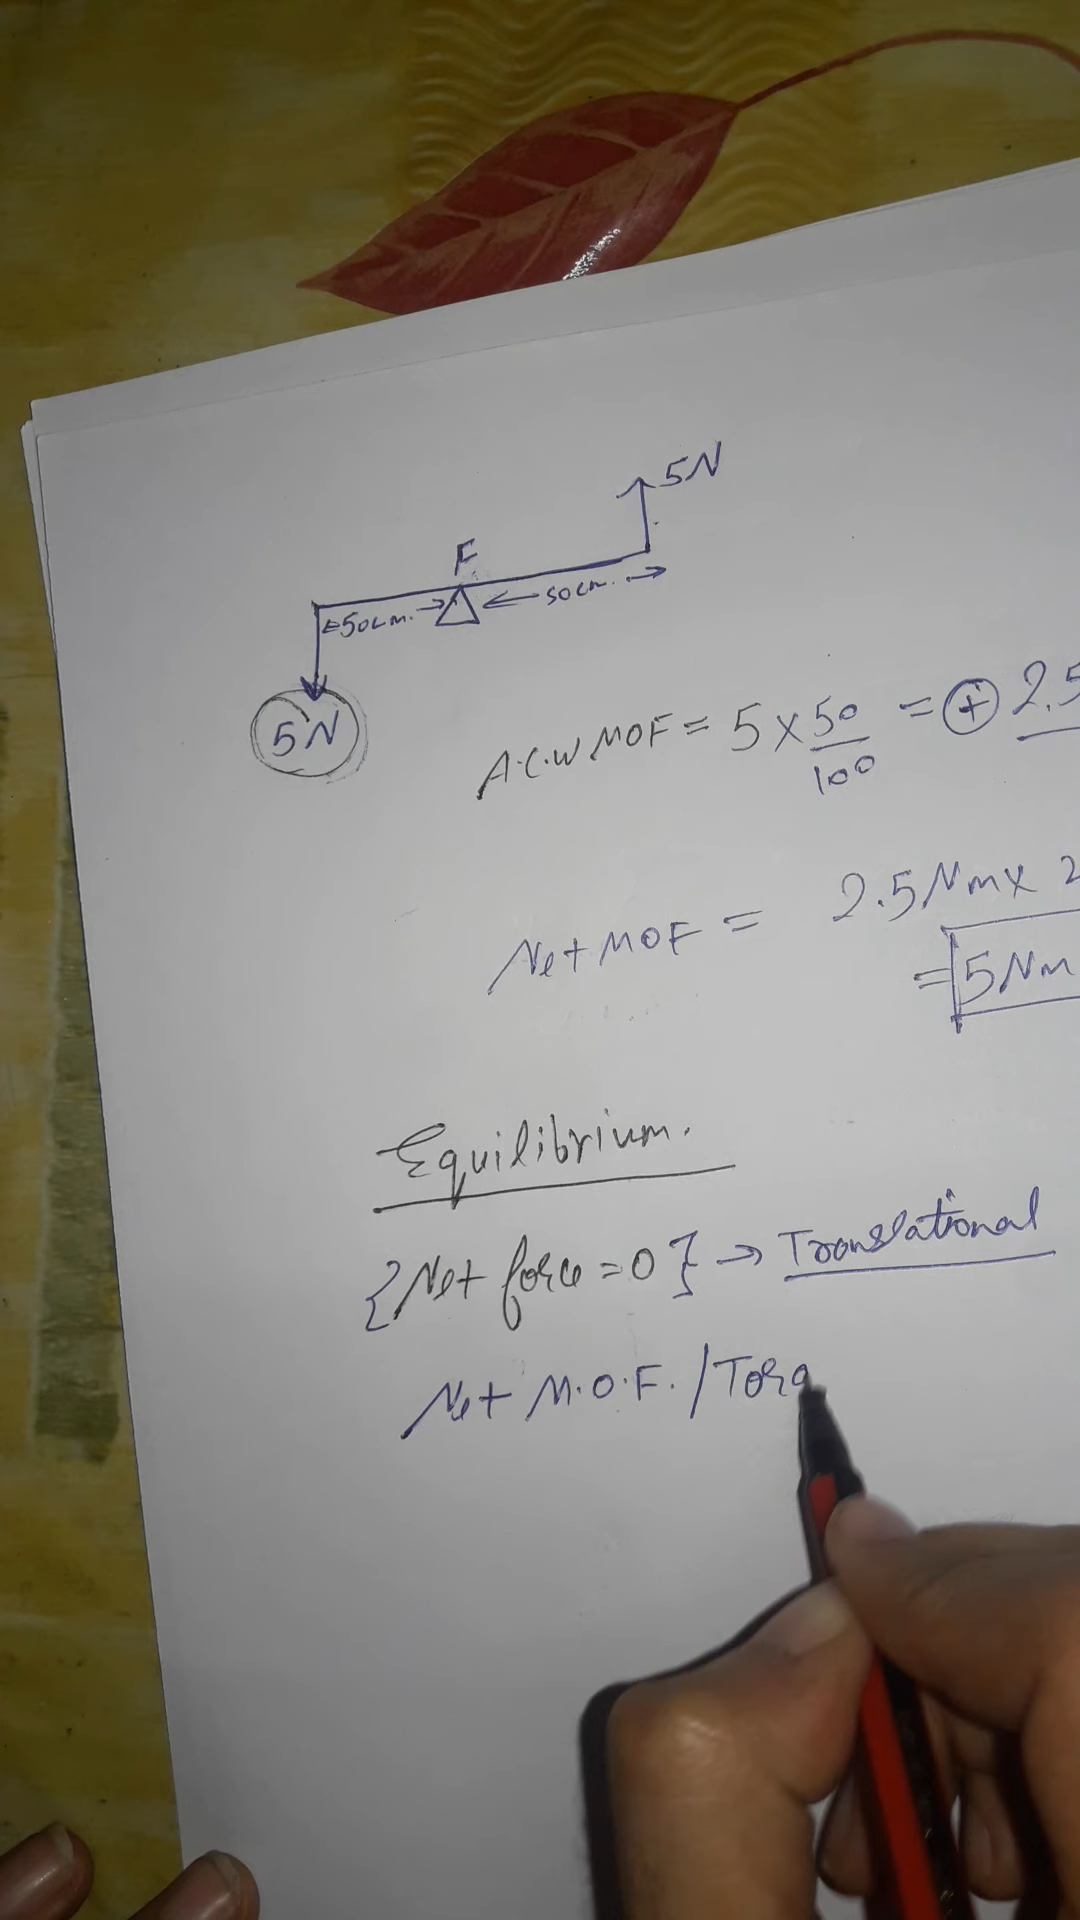 5N
F
50cm. 50cm.
5N
A.C.W MOF = 5 x 50/100 = + 2.5
Net MOF = 2.5Nm x 2
= 5Nm
Equilibrium.
{Net force = 0} → Translational
Net M.O.F. / Torq